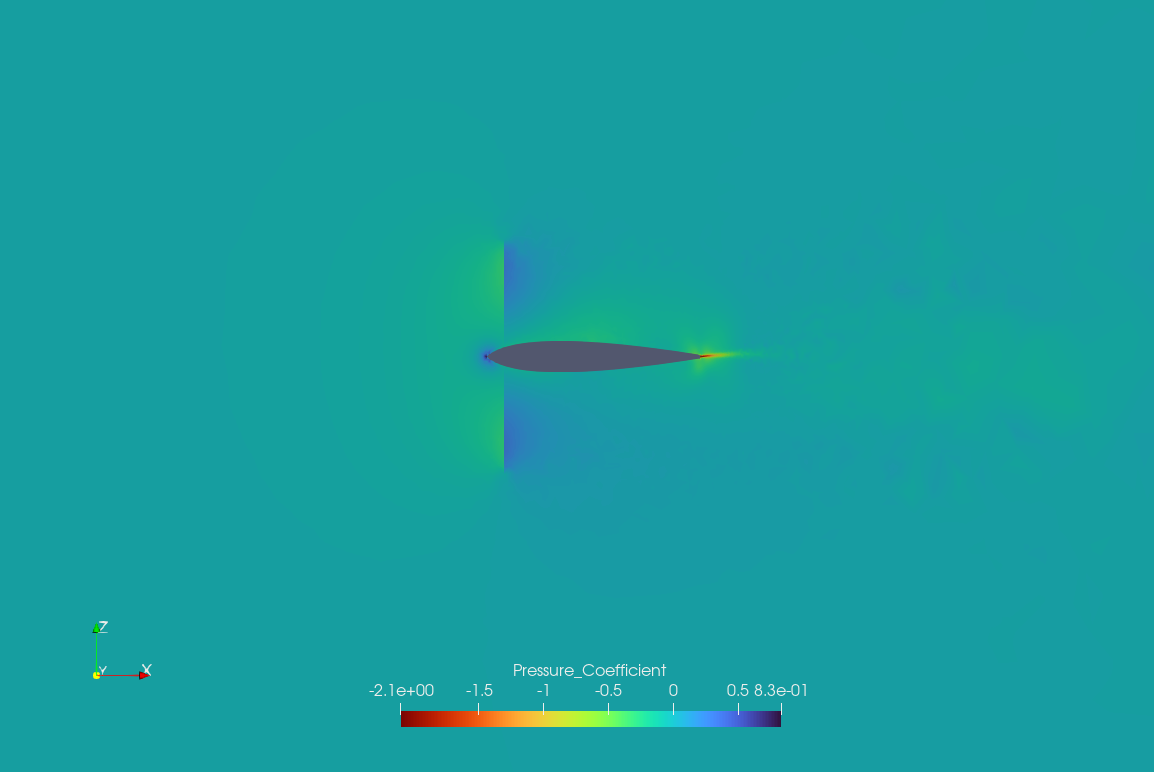 Z
Y X
Pressure_Coefficient
-2.1e+00 -1.5 -1 -0.5 0 0.5 8.3e-01